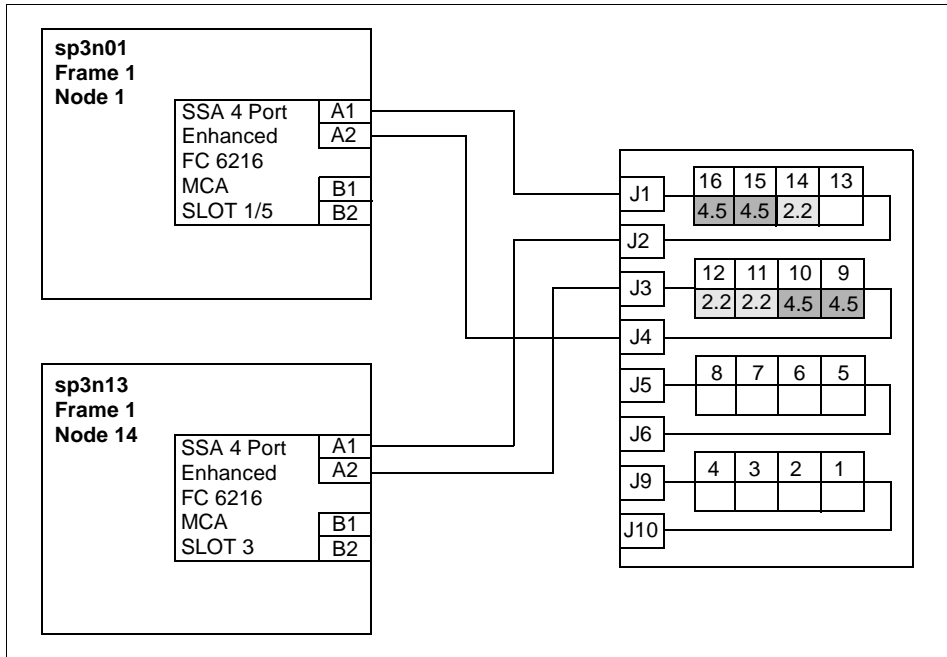 sp3n01
Frame 1
Node 1
SSA 4 Port
Enhanced
FC 6216
MCA
SLOT 1/5
A1
A2
B1
B2
sp3n13
Frame 1
Node 14
SSA 4 Port
Enhanced
FC 6216
MCA
SLOT 3
A1
A2
B1
B2
J1
J2
J3
J4
J5
J6
J9
J10
16 15 14 13
4.5 4.5 2.2
12 11 10 9
2.2 2.2 4.5 4.5
8 7 6 5
4 3 2 1